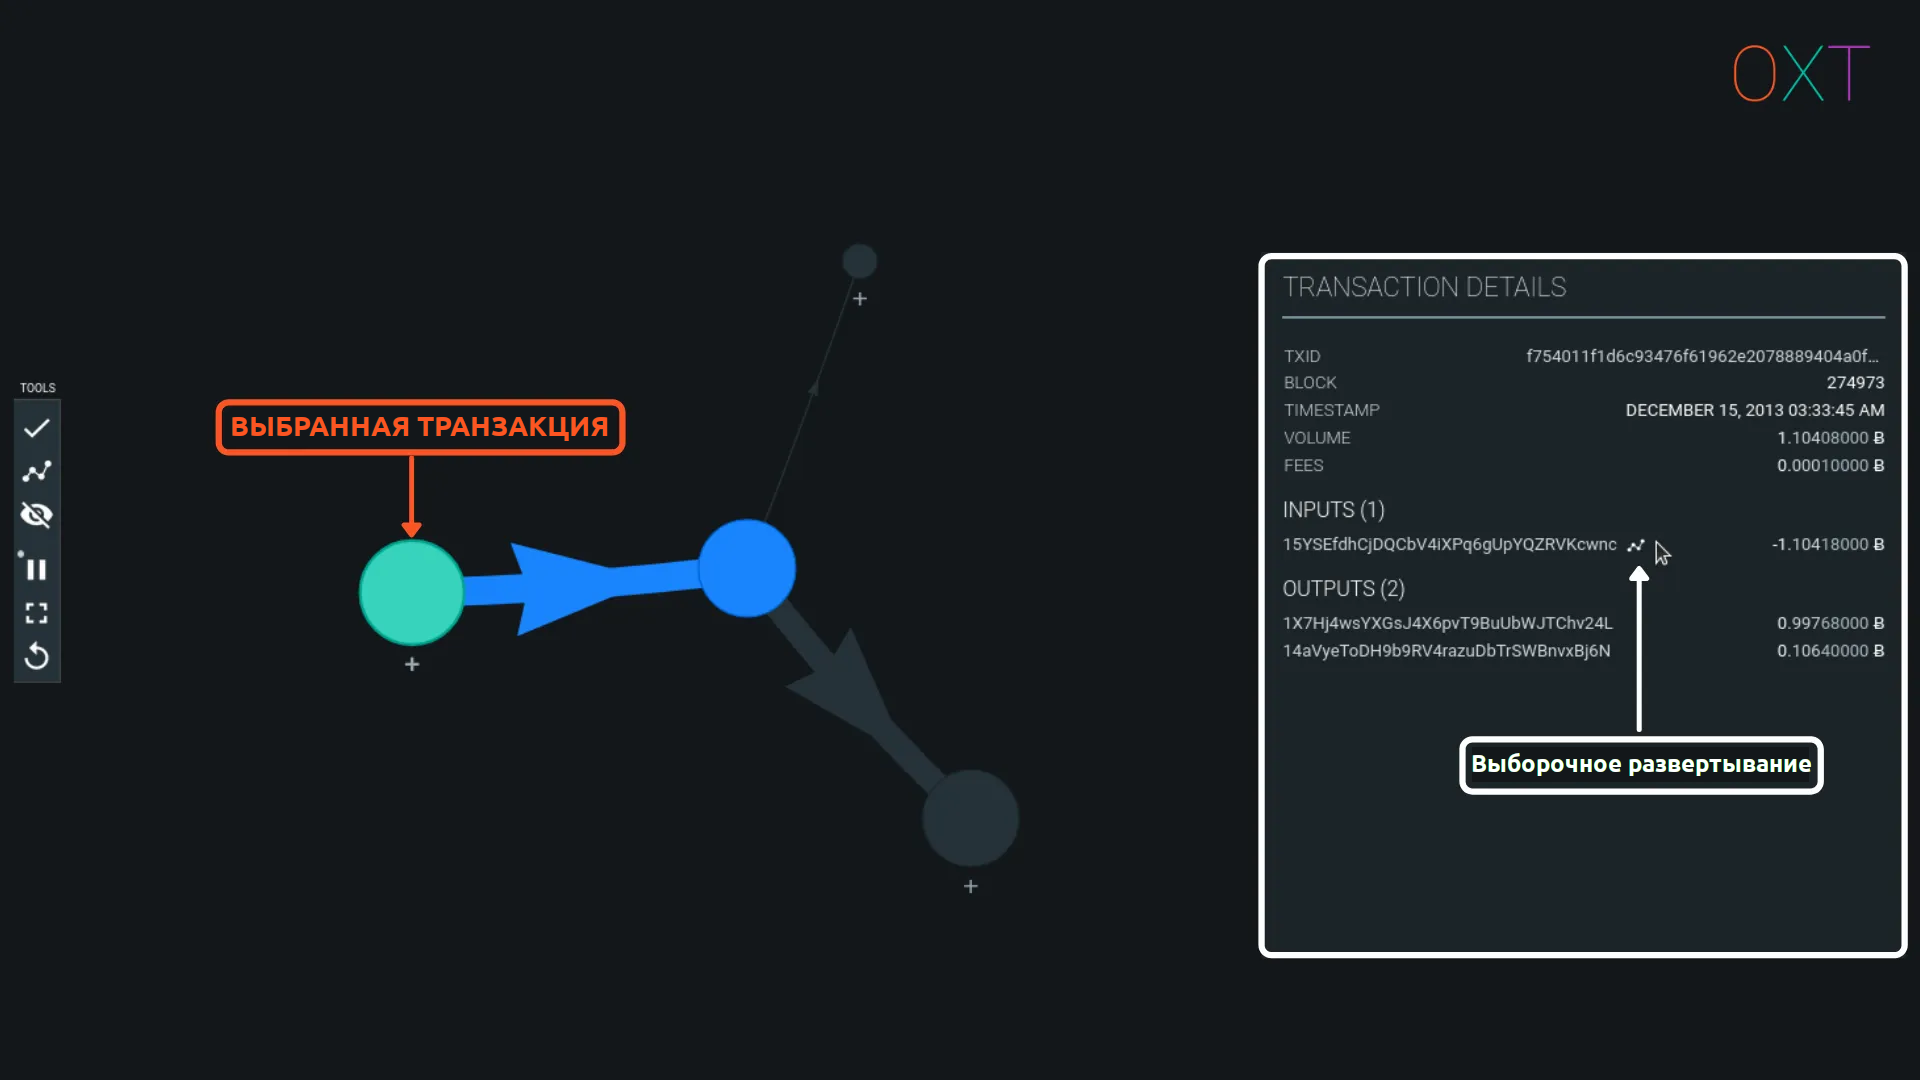 OXT
TOOLS
ВЫБРАННАЯ ТРАНЗАКЦИЯ
+
+
+
TRANSACTION DETAILS
TXID f754011f1d6c93476f61962e2078889404a0f...
BLOCK 274973
TIMESTAMP DECEMBER 15, 2013 03:33:45 AM
VOLUME 1.10408000 Ƀ
FEES 0.00010000 Ƀ
INPUTS (1)
15YSEfdhCjDQCbV4iXPq6gUpYQZRVKcwnc -1.10418000 Ƀ
OUTPUTS (2)
1X7Hj4wsYXGsJ4X6pvT9BuUbWJTChv24L 0.99768000 Ƀ
14aVyeToDH9b9RV4razuDbTrSWBnvxBj6N 0.10640000 Ƀ
Выборочное развертывание